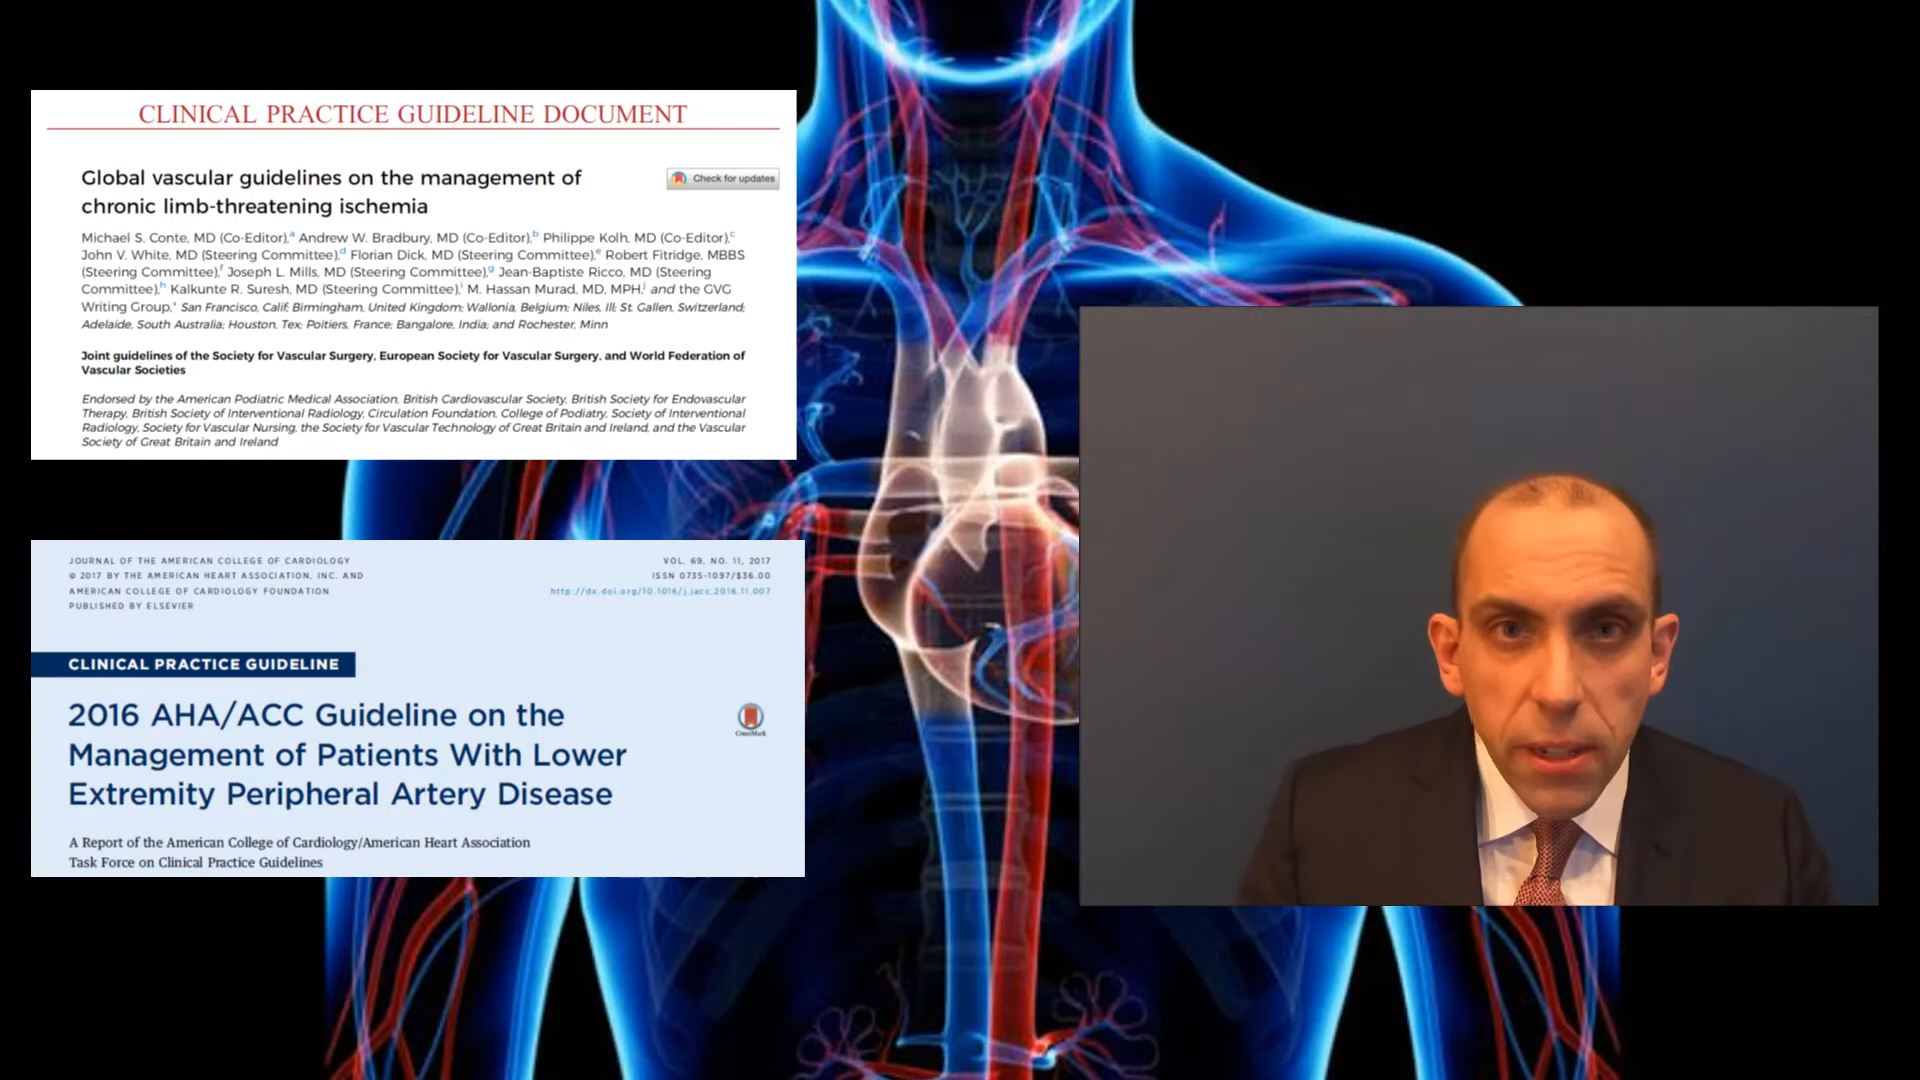 CLINICAL PRACTICE GUIDELINE DOCUMENT
Global vascular guidelines on the management of
chronic limb-threatening ischemia
Check for updates
Michael S. Conte, MD (Co-Editor),a Andrew W. Bradbury, MD (Co-Editor),b Philippe Kolh, MD (Co-Editor),c
John V. White, MD (Steering Committee),d Florian Dick, MD (Steering Committee),e Robert Fitridge, MBBS
(Steering Committee),f Joseph L. Mills, MD (Steering Committee),g Jean-Baptiste Ricco, MD (Steering
Committee),h Kalkunte R. Suresh, MD (Steering Committee),i M. Hassan Murad, MD, MPH,j and the GVG
Writing Group,* San Francisco, Calif; Birmingham, United Kingdom; Wallonia, Belgium; Niles, Ill; St. Gallen, Switzerland;
Adelaide, South Australia; Houston, Tex; Poitiers, France; Bangalore, India; and Rochester, Minn
Joint guidelines of the Society for Vascular Surgery, European Society for Vascular Surgery, and World Federation of
Vascular Societies
Endorsed by the American Podiatric Medical Association, British Cardiovascular Society, British Society for Endovascular
Therapy, British Society of Interventional Radiology, Circulation Foundation, College of Podiatry, Society of Interventional
Radiology, Society for Vascular Nursing, the Society for Vascular Technology of Great Britain and Ireland, and the Vascular
Society of Great Britain and Ireland
JOURNAL OF THE AMERICAN COLLEGE OF CARDIOLOGY
© 2017 BY THE AMERICAN HEART ASSOCIATION, INC. AND
AMERICAN COLLEGE OF CARDIOLOGY FOUNDATION
PUBLISHED BY ELSEVIER
VOL. 69, NO. 11, 2017
ISSN 0735-1097/$36.00
http://dx.doi.org/10.1016/j.jacc.2016.11.007
CLINICAL PRACTICE GUIDELINE
2016 AHA/ACC Guideline on the
Management of Patients With Lower
Extremity Peripheral Artery Disease
CrossMark
A Report of the American College of Cardiology/American Heart Association
Task Force on Clinical Practice Guidelines